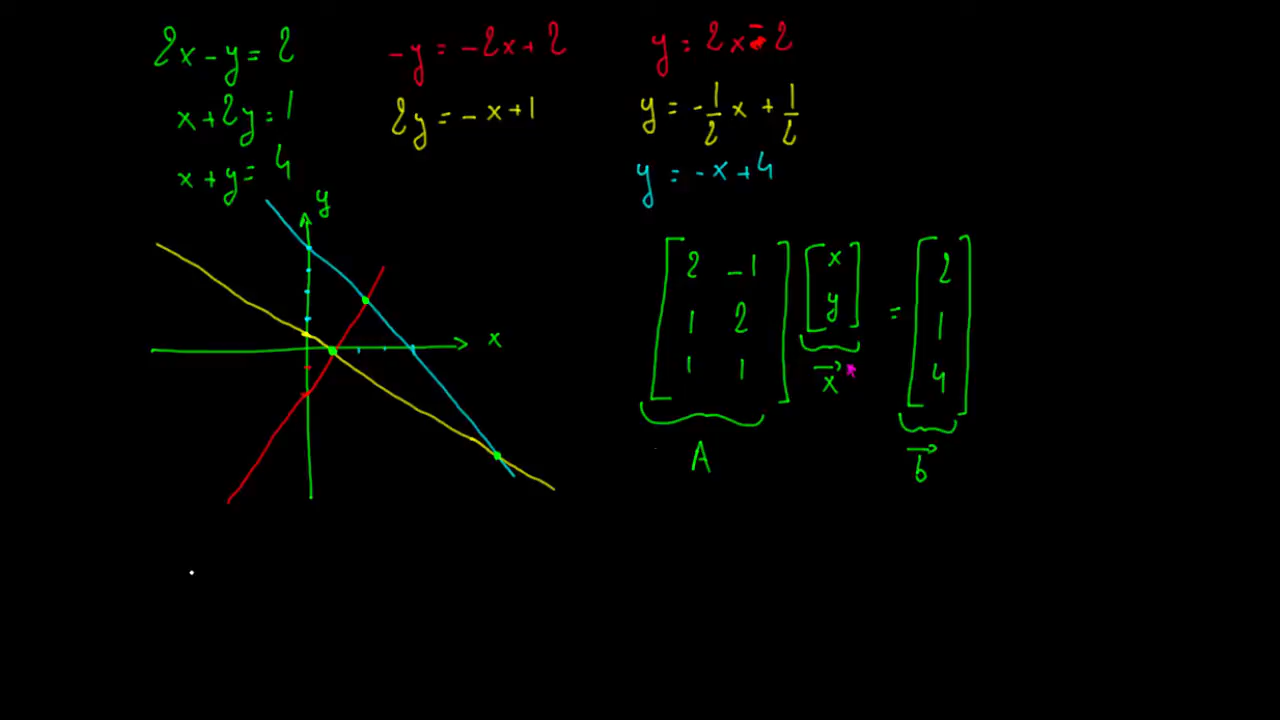 2x - y = 2   -y = -2x + 2   y = 2x - 2
x + 2y = 1   2y = -x + 1   y = -1/2 x + 1/2
x + y = 4   y = -x + 4
y
x
[2 -1] [x] = [2]
[1 2] [y] [1]
[1 1] [4]
x⃗*
A   b⃗